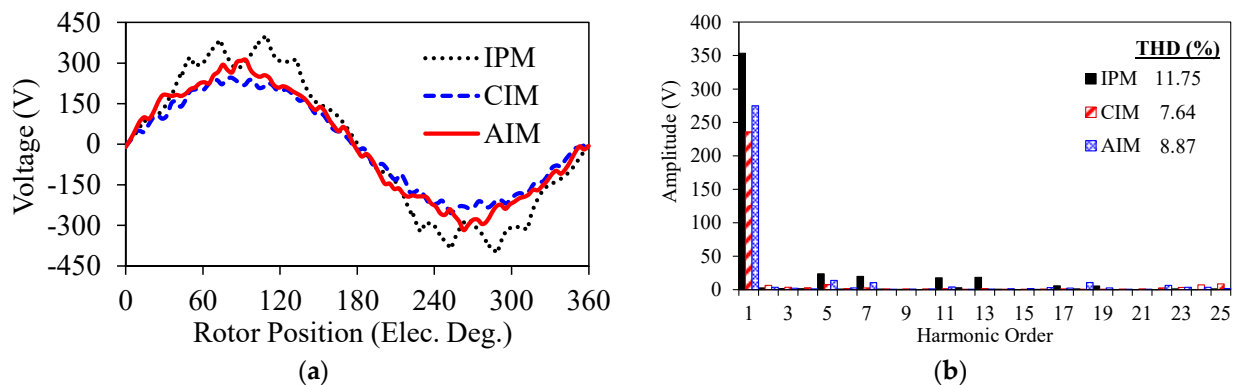 450
300
150
0
-150
-300
-450
Voltage (V)
IPM
CIM
AIM
0 60 120 180 240 300 360
Rotor Position (Elec. Deg.)
(a)
400
350
300
250
200
150
100
50
0
Amplitude (V)
THD (%)
IPM 11.75
CIM 7.64
AIM 8.87
1 3 5 7 9 11 13 15 17 19 21 23 25
Harmonic Order
(b)